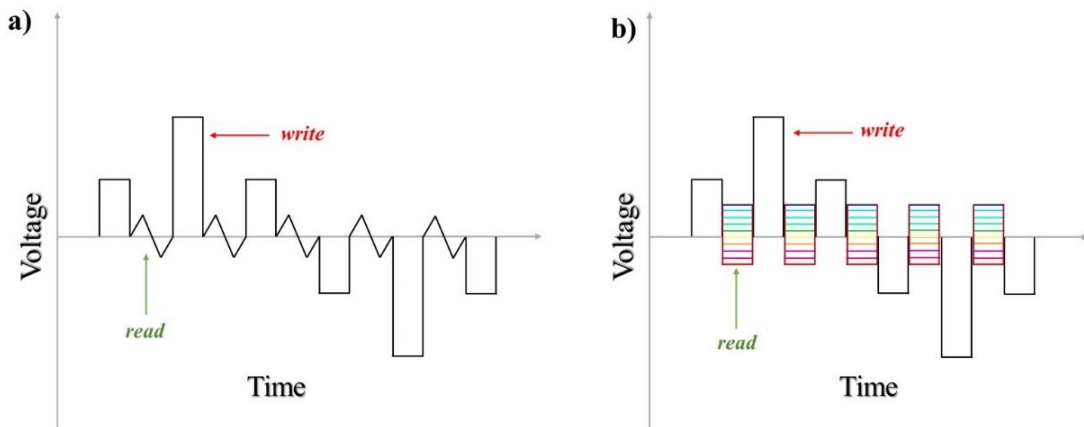 a)
write
Voltage
read
Time
b)
write
Voltage
read
Time